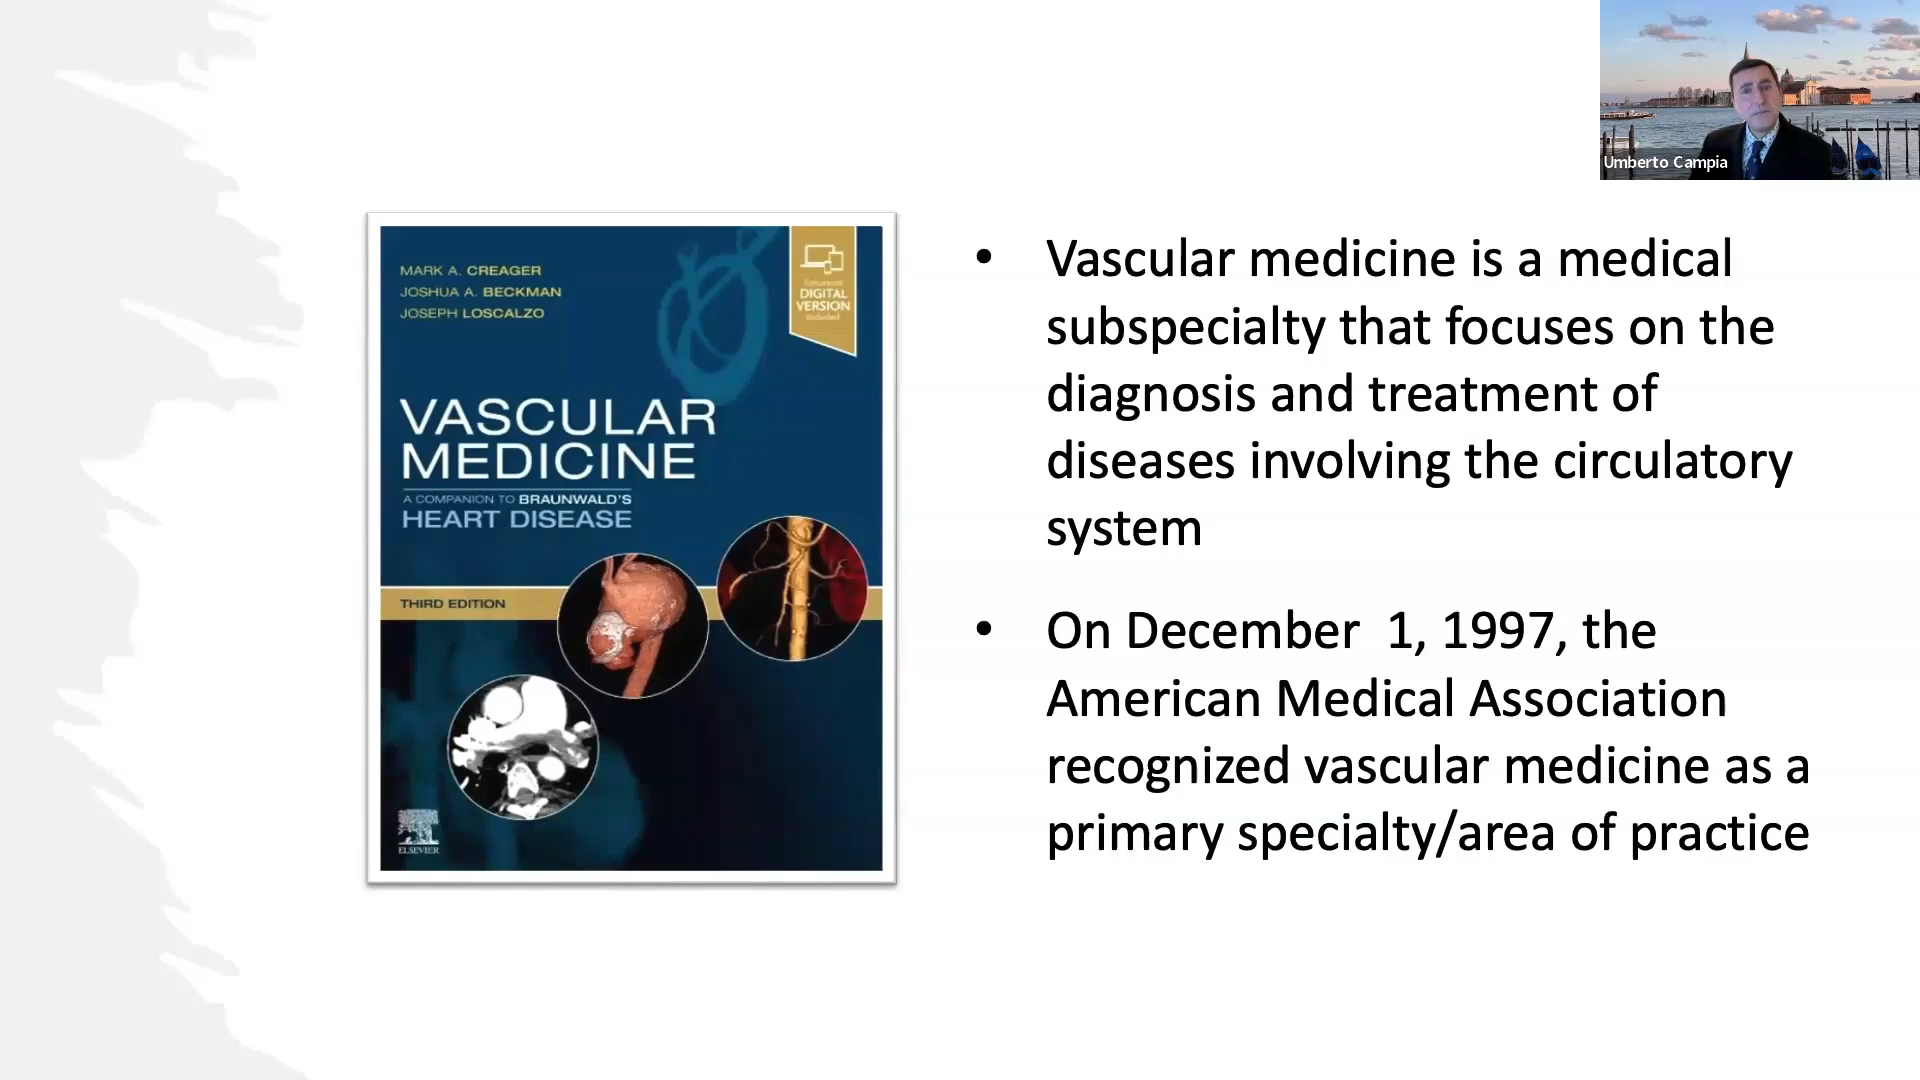 Umberto Campia
MARK A. CREAGER
JOSHUA A. BECKMAN
JOSEPH LOSCALZO
Enhanced
DIGITAL
VERSION
Included
VASCULAR
MEDICINE
A COMPANION TO BRAUNWALD'S
HEART DISEASE
THIRD EDITION
ELSEVIER
• Vascular medicine is a medical
subspecialty that focuses on the
diagnosis and treatment of
diseases involving the circulatory
system
• On December  1, 1997, the
American Medical Association
recognized vascular medicine as a
primary specialty/area of practice